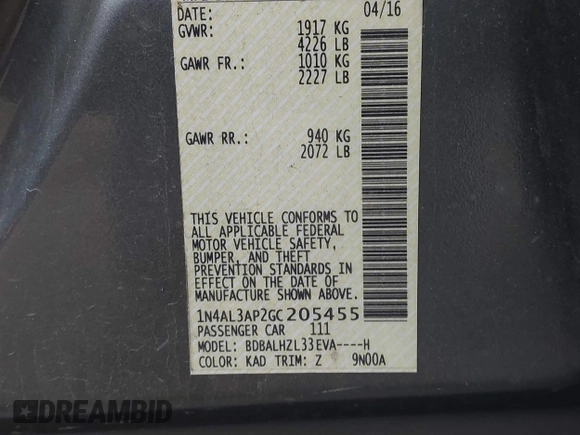 DATE: 04/16
GVWR: 1917 KG
4226 LB
GAWR FR.: 1010 KG
2227 LB
GAWR RR.: 940 KG
2072 LB
THIS VEHICLE CONFORMS TO
ALL APPLICABLE FEDERAL
MOTOR VEHICLE SAFETY,
BUMPER, AND THEFT
PREVENTION STANDARDS IN
EFFECT ON THE DATE OF
MANUFACTURE SHOWN ABOVE.
1N4AL3AP2GC205455
PASSENGER CAR 111
MODEL: BDBALHZL33EVA----H
COLOR: KAD TRIM: Z 9N00A
DREAMBID